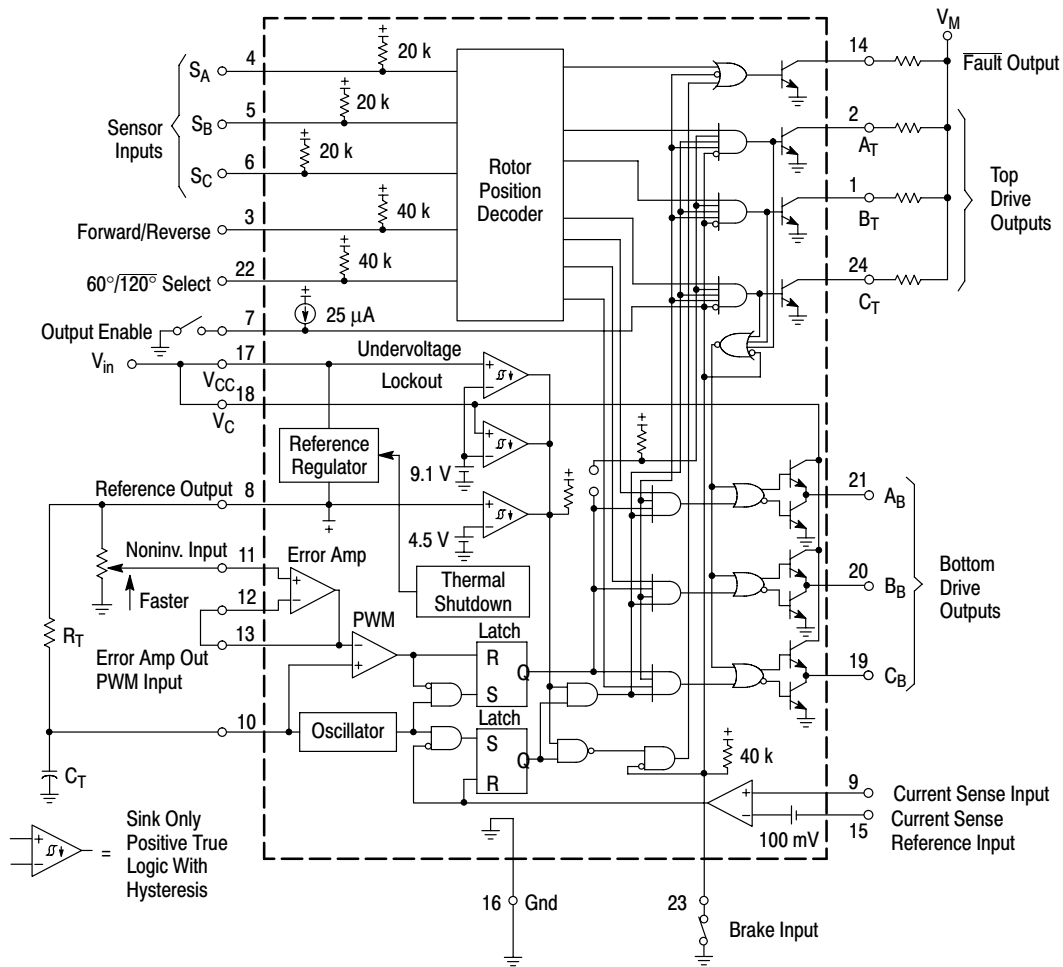 V_M
14
Fault Output
2
A_T
1
B_T
24
C_T
Top
Drive
Outputs
4
S_A
20 k
5
S_B
20 k
6
S_C
20 k
Sensor
Inputs
3
Forward/Reverse
40 k
22
60°/120° Select
40 k
Rotor
Position
Decoder
7
Output Enable
25 μA
V_in
17
V_CC
18
V_C
Undervoltage
Lockout
Reference
Regulator
9.1 V
Reference Output
8
4.5 V
Noninv. Input
11
Error Amp
Faster
12
Thermal
Shutdown
R_T
13
PWM
Error Amp Out
PWM Input
Latch
R
Q
S
10
Oscillator
Latch
S
Q
R
C_T
40 k
21
A_B
20
B_B
19
C_B
Bottom
Drive
Outputs
9
Current Sense Input
100 mV
15
Current Sense
Reference Input
=
Sink Only
Positive True
Logic With
Hysteresis
16
Gnd
23
Brake Input